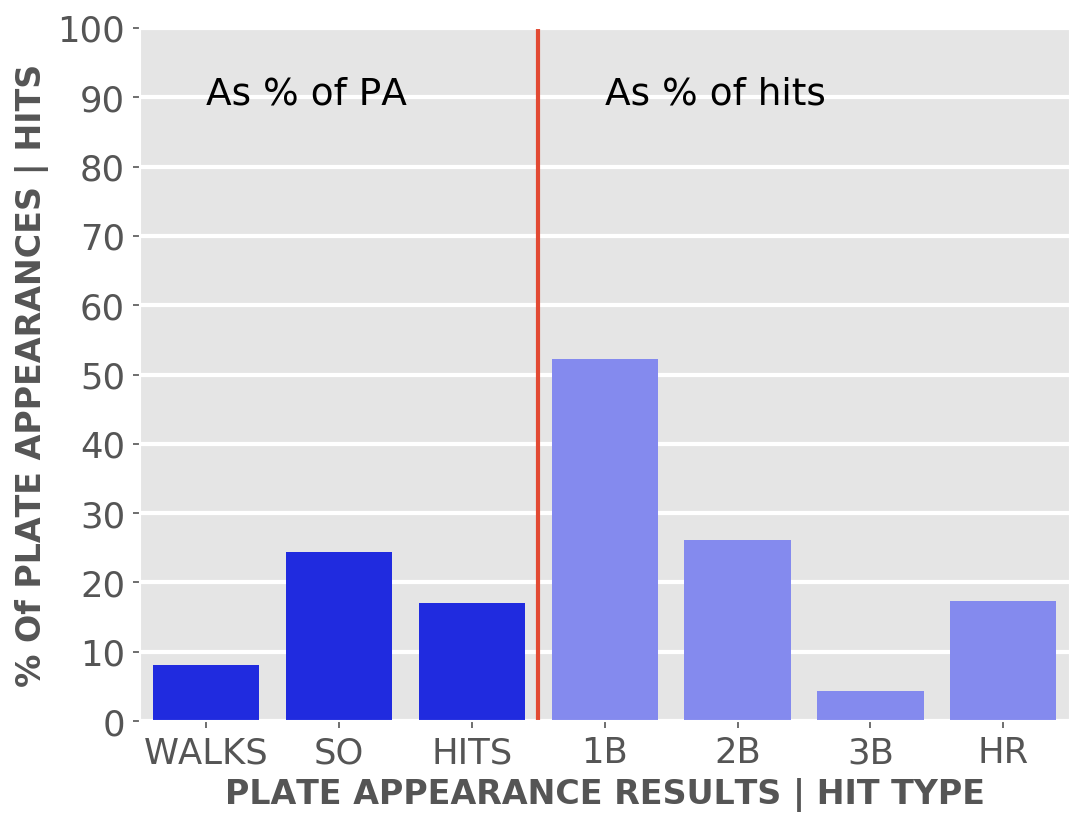 % Of PLATE APPEARANCES | HITS
100
90
80
70
60
50
40
30
20
10
0
As % of PA
As % of hits
WALKS SO HITS 1B 2B 3B HR
PLATE APPEARANCE RESULTS | HIT TYPE